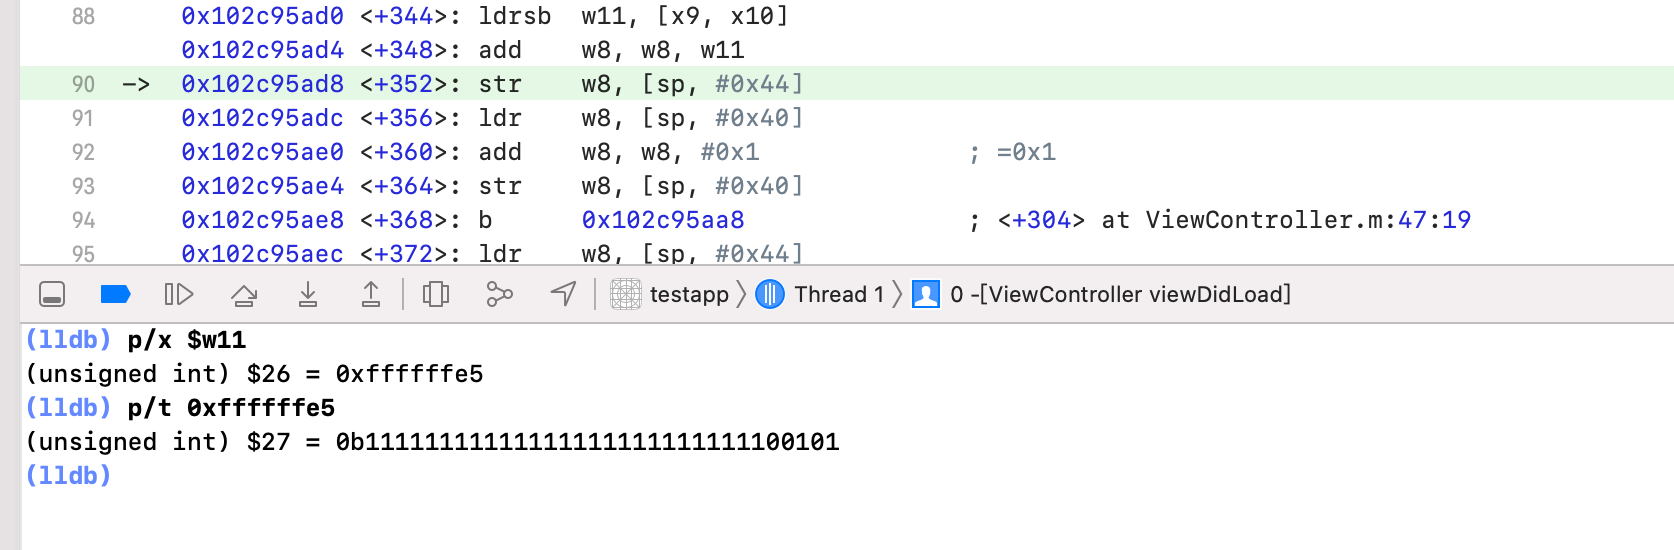 88 0x102c95ad0 <+344>: ldrsb w11, [x9, x10]
0x102c95ad4 <+348>: add w8, w8, w11
90 -> 0x102c95ad8 <+352>: str w8, [sp, #0x44]
91 0x102c95adc <+356>: ldr w8, [sp, #0x40]
92 0x102c95ae0 <+360>: add w8, w8, #0x1 ; =0x1
93 0x102c95ae4 <+364>: str w8, [sp, #0x40]
94 0x102c95ae8 <+368>: b 0x102c95aa8 ; <+304> at ViewController.m:47:19
95 0x102c95aec <+372>: ldr w8, [sp, #0x44]
testapp Thread 1 0 -[ViewController viewDidLoad]
(lldb) p/x $w11
(unsigned int) $26 = 0xffffffe5
(lldb) p/t 0xffffffe5
(unsigned int) $27 = 0b11111111111111111111111111100101
(lldb)